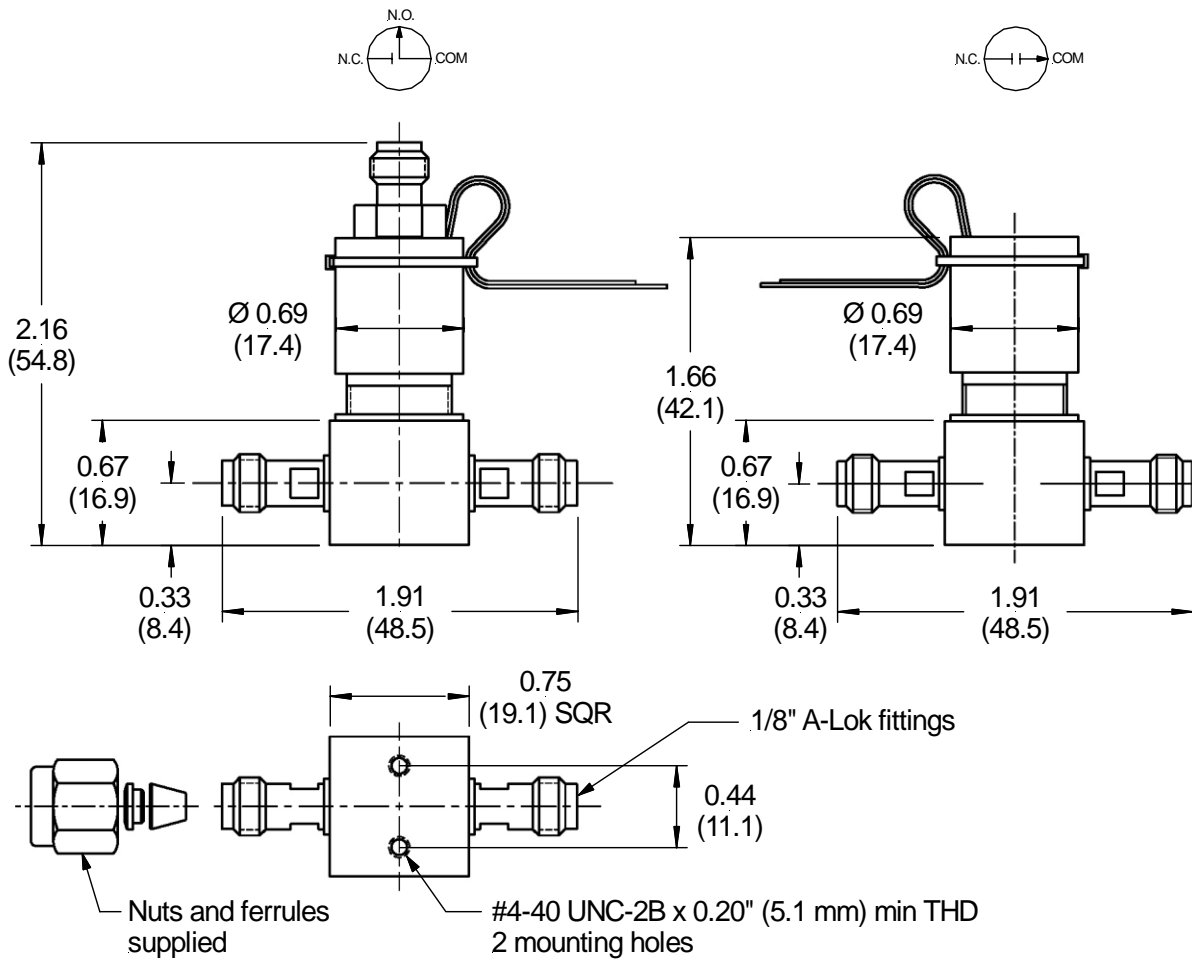 N.O.
N.C.
COM
N.C.
COM
2.16
(54.8)
Ø 0.69
(17.4)
0.67
(16.9)
0.33
(8.4)
1.91
(48.5)
1.66
(42.1)
Ø 0.69
(17.4)
0.67
(16.9)
0.33
(8.4)
1.91
(48.5)
0.75
(19.1) SQR
1/8" A-Lok fittings
0.44
(11.1)
Nuts and ferrules
supplied
#4-40 UNC-2B x 0.20" (5.1 mm) min THD
2 mounting holes